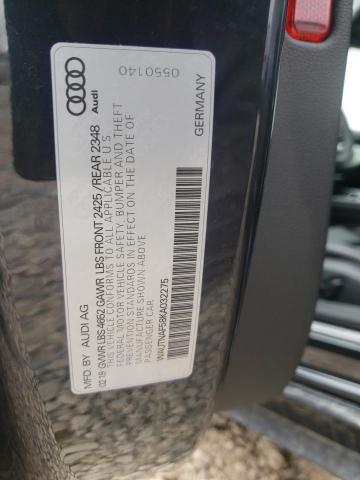 MFD. BY AUDI AG
02.19 GVWR LBS 4850 GAWR LBS FRONT 2425 / REAR 2348
THIS VEHICLE CONFORMS TO ALL APPLICABLE U S
FEDERAL MOTOR VEHICLE SAFETY, BUMPER AND THEFT
PREVENTION STANDARDS IN EFFECT ON THE DATE OF
MANUFACTURE SHOWN ABOVE
PASSENGER CAR
WAUTNAF58KA032275
Audi
0550140
GERMANY